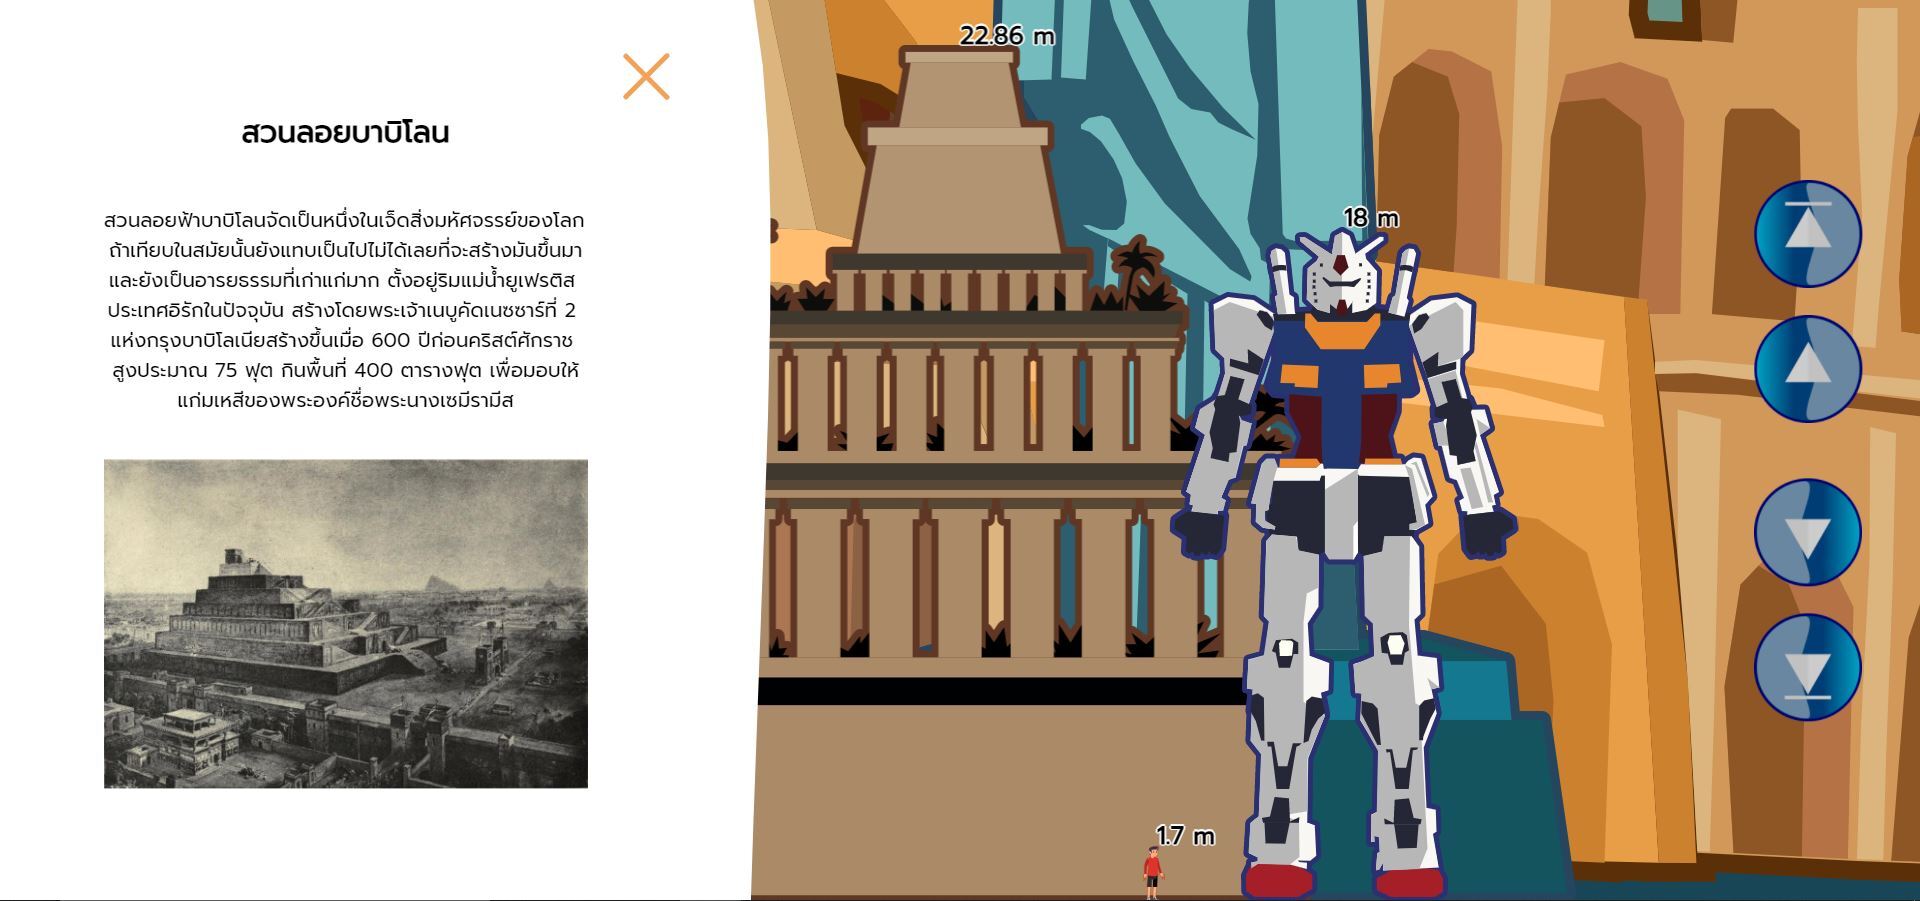 สวนลอยบาบิโลน
สวนลอยฟ้าบาบิโลนจัดเป็นหนึ่งในเจ็ดสิ่งมหัศจรรย์ของโลก
ถ้าเทียบในสมัยนั้นยังแทบเป็นไปไม่ได้เลยที่จะสร้างมันขึ้นมา
และยังเป็นอารยธรรมที่เก่าแก่มาก ตั้งอยู่ริมแม่น้ำยูเฟรติส
ประเทศอิรักในปัจจุบัน สร้างโดยพระเจ้าเนบูคัดเนซซาร์ที่ 2
แห่งกรุงบาบิโลเนียสร้างขึ้นเมื่อ 600 ปีก่อนคริสต์ศักราช
สูงประมาณ 75 ฟุต กินพื้นที่ 400 ตารางฟุต เพื่อมอบให้
แก่มเหสีของพระองค์ชื่อพระนางเซมีรามีส
22.86 m
18 m
1.7 m